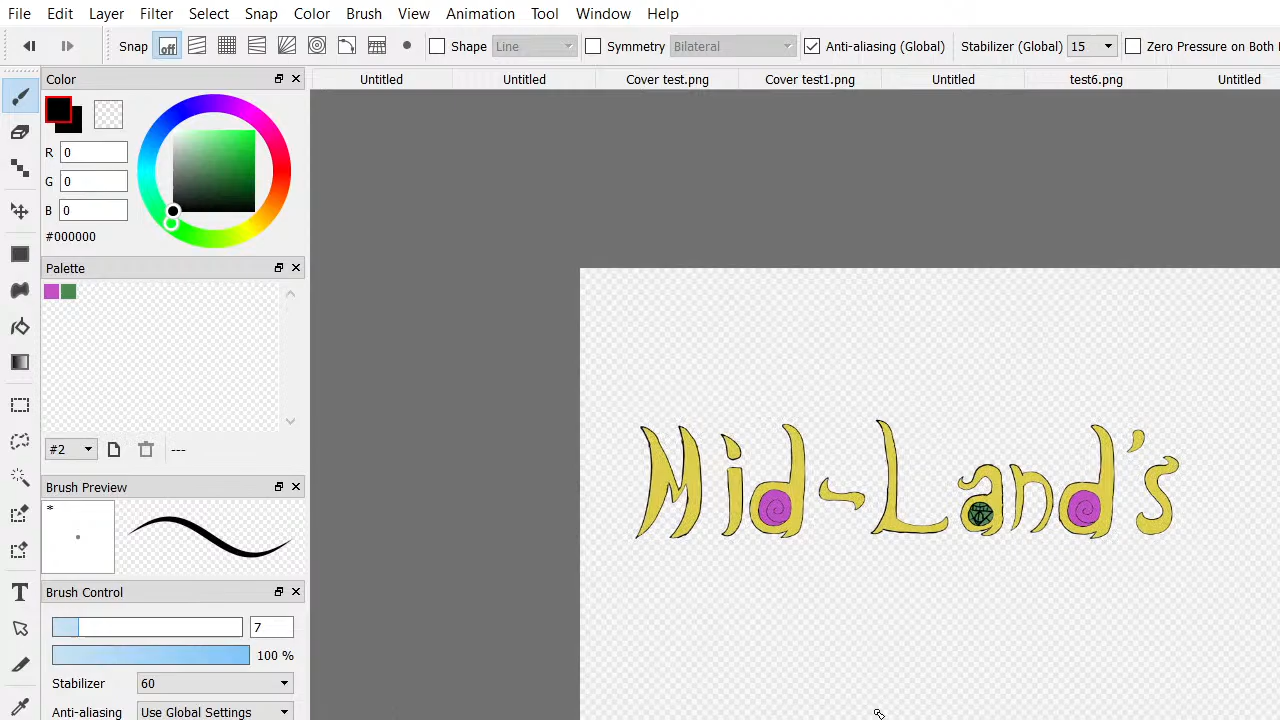 File Edit Layer Filter Select Snap Color Brush View Animation Tool Window Help
Snap off Shape Line Symmetry Bilateral Anti-aliasing (Global) Stabilizer (Global) 15 Zero Pressure on Both
Color
Untitled Untitled Cover test.png Cover test1.png Untitled test6.png Untitled
R 0
G 0
B 0
#000000
Palette
#2 ---
Brush Preview
*
Brush Control
7
100 %
Stabilizer 60
Anti-aliasing Use Global Settings
Mid~Land's
T